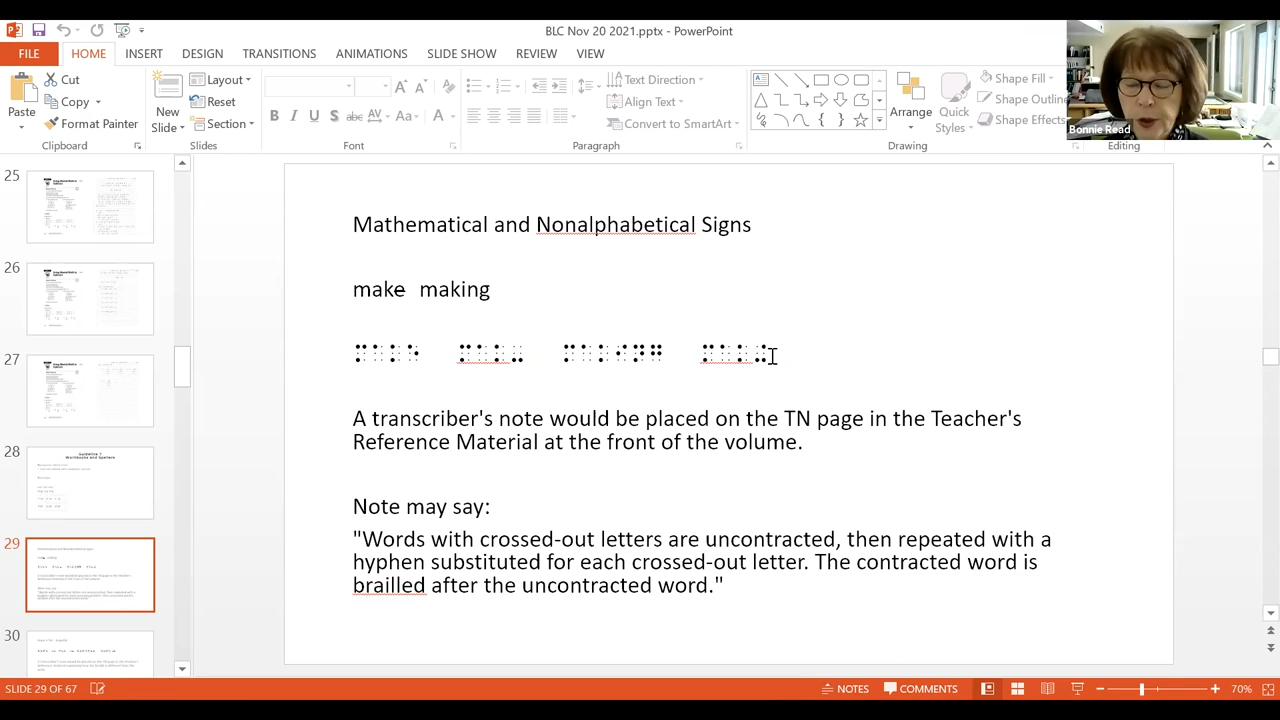 BLC Nov 20 2021.pptx - PowerPoint
FILE HOME INSERT DESIGN TRANSITIONS ANIMATIONS SLIDE SHOW REVIEW VIEW
Paste
Cut
Copy
Format Painter
Clipboard
New Slide
Layout
Reset
Section
Slides
Font
Text Direction
Align Text
Convert to SmartArt
Paragraph
Arrange
Quick Styles
Shape Fill
Shape Outlin
Shape Effects
Drawing
Editing
Bonnie Read
25
26
27
28
29
30
Mathematical and Nonalphabetical Signs
make making
A transcriber's note would be placed on the TN page in the Teacher's
Reference Material at the front of the volume.
Note may say:
"Words with crossed-out letters are uncontracted, then repeated with a
hyphen substituted for each crossed-out letter. The contracted word is
brailled after the uncontracted word."
SLIDE 29 OF 67
NOTES
COMMENTS
70%